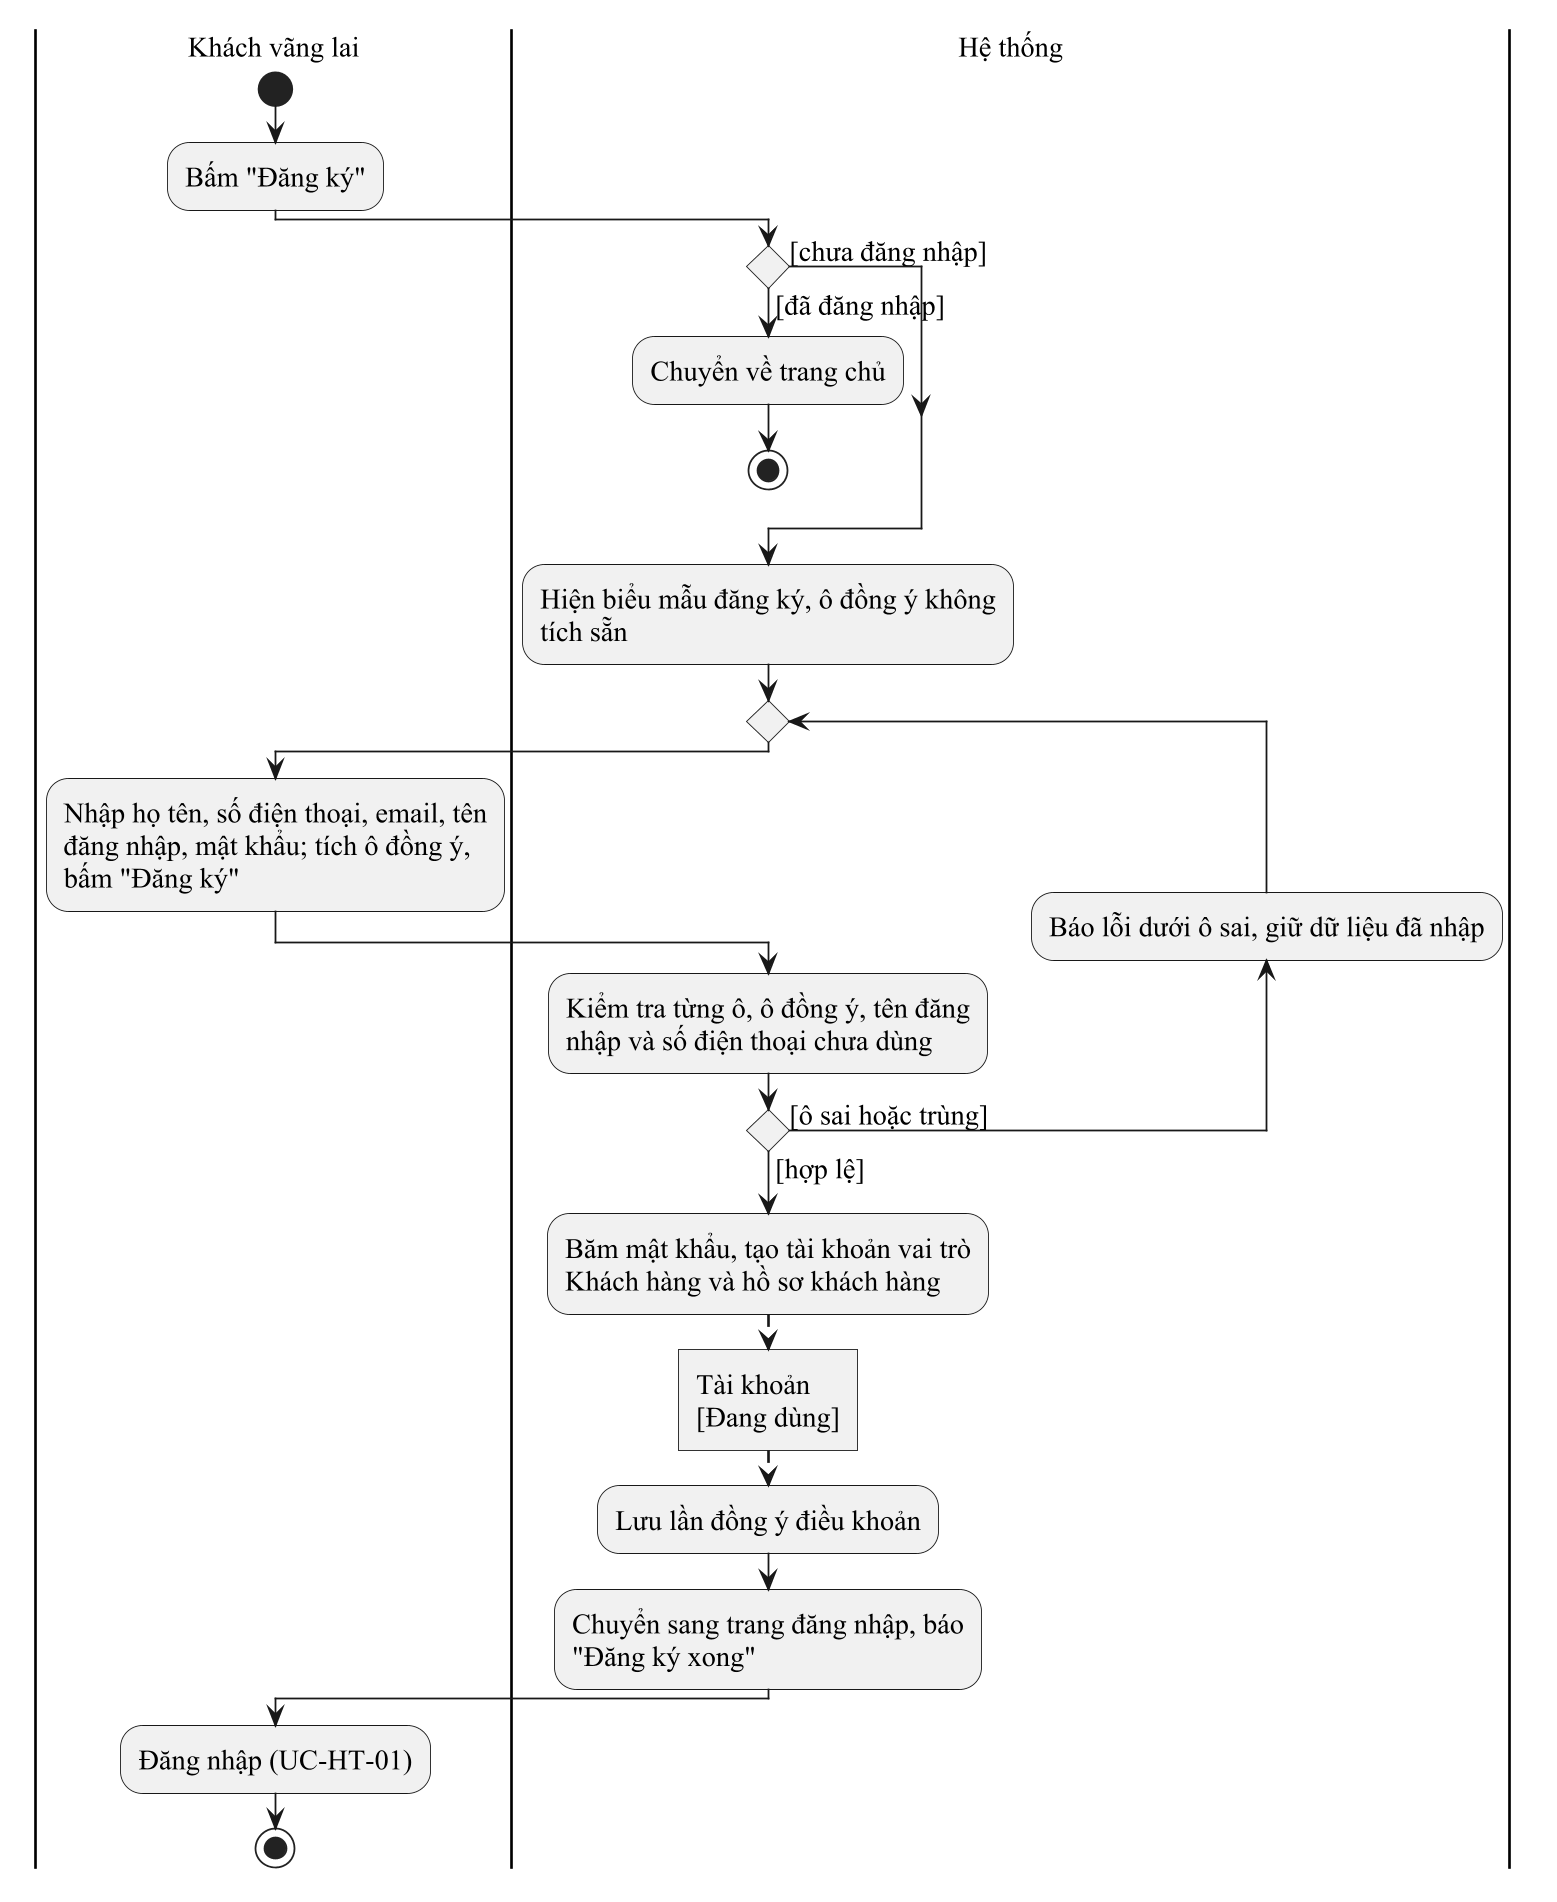 Khách vãng lai
Hệ thống
Bấm "Đăng ký"
[chưa đăng nhập]
[đã đăng nhập]
Chuyển về trang chủ
Hiện biểu mẫu đăng ký, ô đồng ý không
tích sẵn
Nhập họ tên, số điện thoại, email, tên
đăng nhập, mật khẩu; tích ô đồng ý,
bấm "Đăng ký"
Báo lỗi dưới ô sai, giữ dữ liệu đã nhập
Kiểm tra từng ô, ô đồng ý, tên đăng
nhập và số điện thoại chưa dùng
[ô sai hoặc trùng]
[hợp lệ]
Băm mật khẩu, tạo tài khoản vai trò
Khách hàng và hồ sơ khách hàng
Tài khoản
[Đang dùng]
Lưu lần đồng ý điều khoản
Chuyển sang trang đăng nhập, báo
"Đăng ký xong"
Đăng nhập (UC-HT-01)